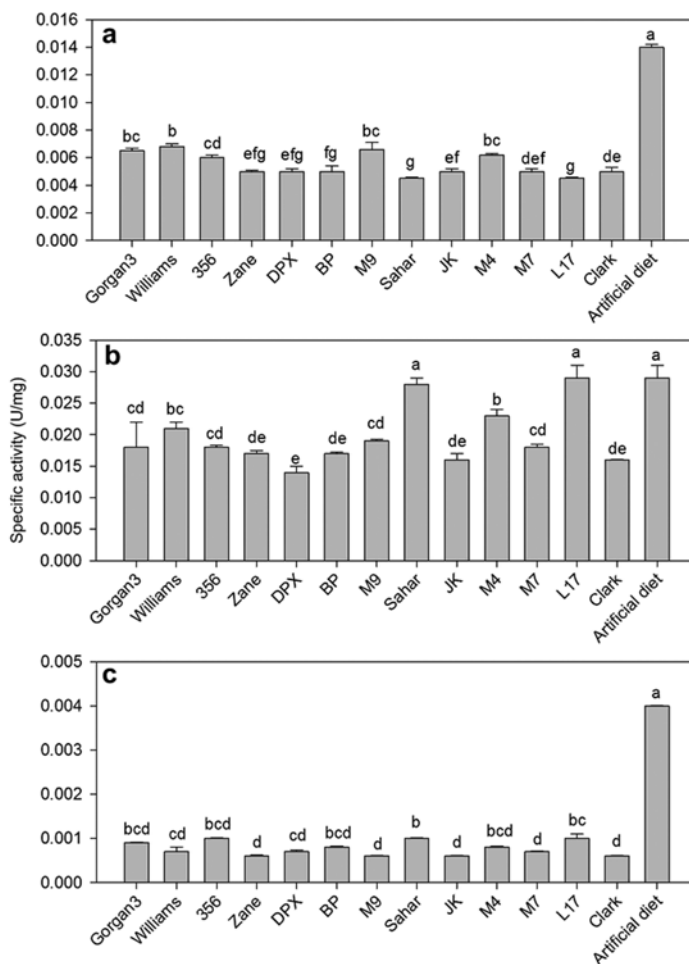 a
0.016
0.014
0.012
0.010
0.008
0.006
0.004
0.002
0.000
bc b cd efg efg fg bc g ef bc def g de a
Gorgan3 Williams 356 Zane DPX BP M9 Sahar JK M4 M7 L17 Clark Artificial diet
Specific activity (U/mg)
b
0.035
0.030
0.025
0.020
0.015
0.010
0.005
0.000
cd bc cd de e de cd a de b cd a de a
Gorgan3 Williams 356 Zane DPX BP M9 Sahar JK M4 M7 L17 Clark Artificial diet
c
0.005
0.004
0.003
0.002
0.001
0.000
bcd cd bcd d cd bcd d b d bcd d bc d a
Gorgan3 Williams 356 Zane DPX BP M9 Sahar JK M4 M7 L17 Clark Artificial diet